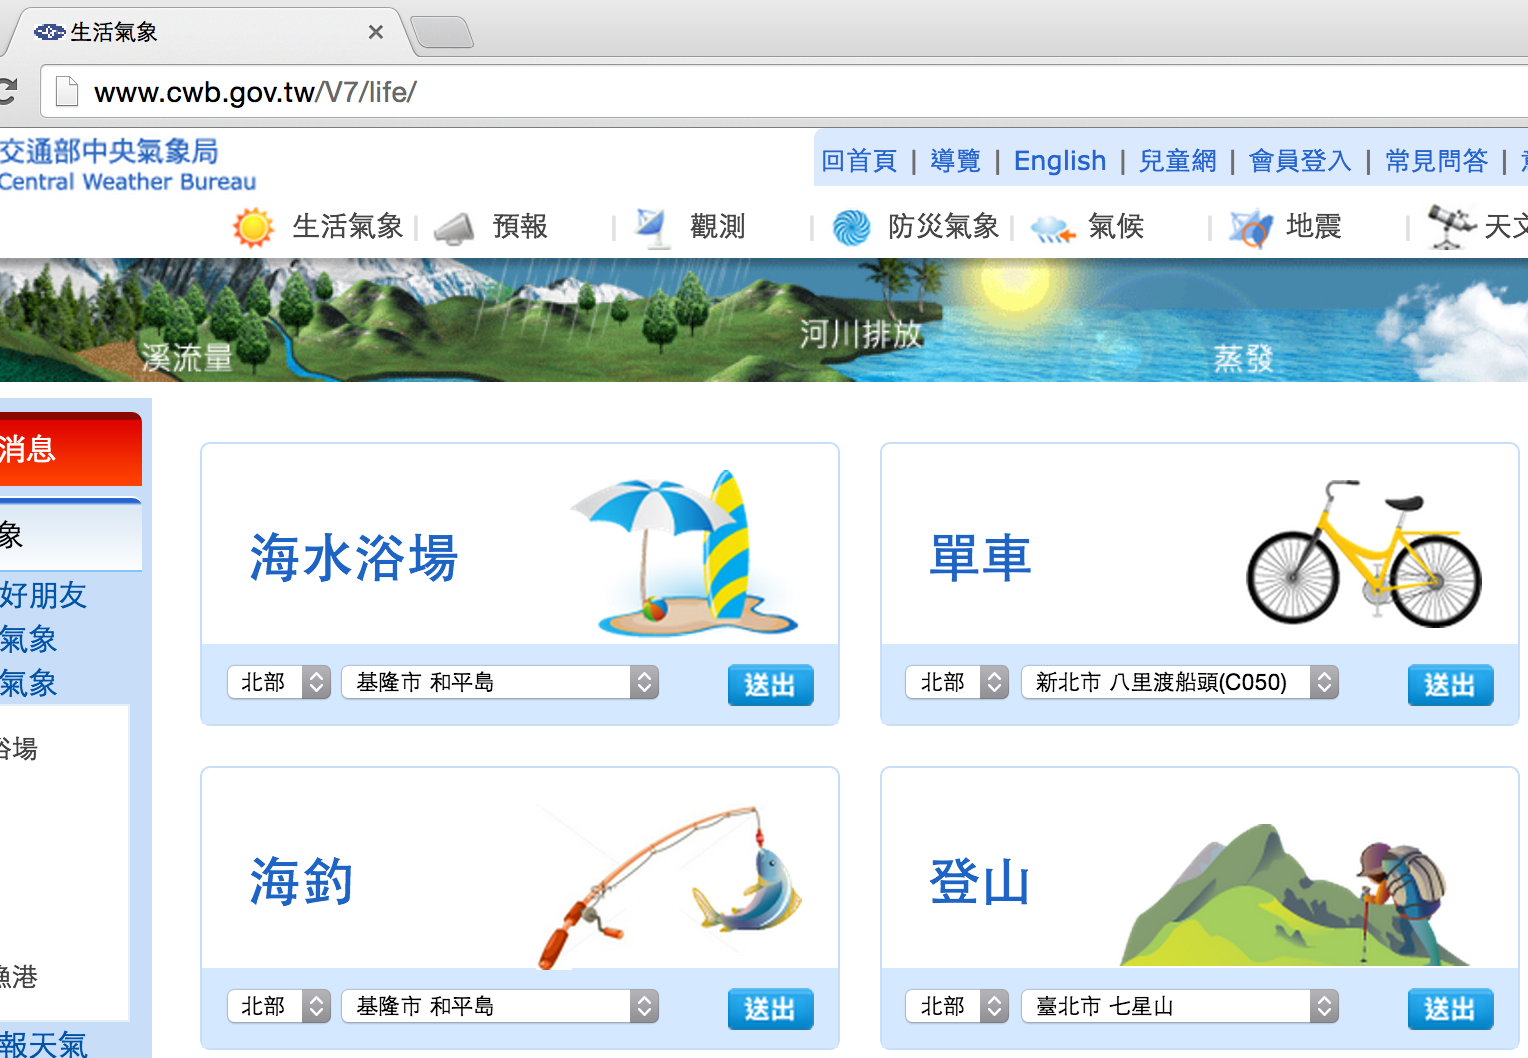 生活氣象
www.cwb.gov.tw/V7/life/
交通部中央氣象局
Central Weather Bureau
回首頁 | 導覽 | English | 兒童網 | 會員登入 | 常見問答 |
生活氣象 預報 觀測 防災氣象 氣候 地震 天文
溪流量
河川排放
蒸發
消息
象
好朋友
氣象
氣象
浴場
漁港
報天氣
海水浴場
北部 基隆市 和平島 送出
單車
北部 新北市 八里渡船頭(C050) 送出
海釣
北部 基隆市 和平島 送出
登山
北部 臺北市 七星山 送出